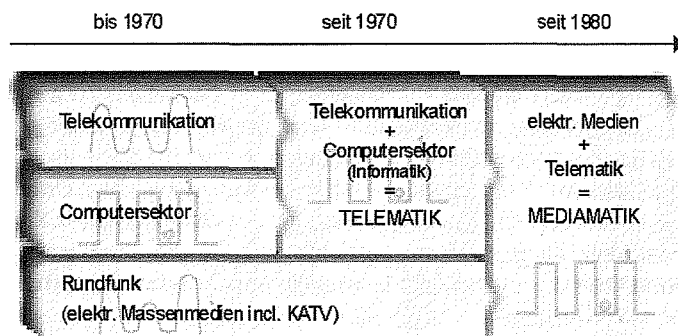 bis 1970
seit 1970
seit 1980
Telekommunikation
Computersektor
Rundfunk
(elektr. Massenmedien incl. KATV)
Telekommunikation
+
Computersektor
(Informatik)
=
TELEMATIK
elektr. Medien
+
Telematik
=
MEDIAMATIK